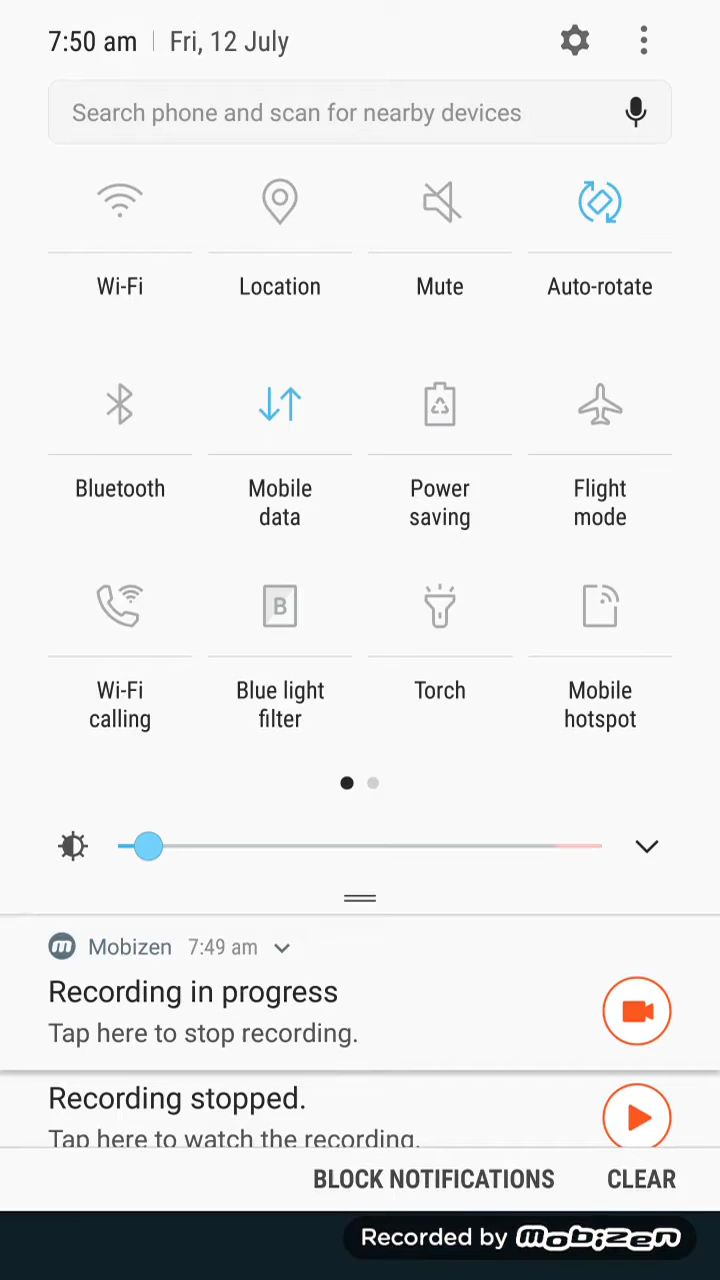 7:50 am Fri, 12 July
Search phone and scan for nearby devices
Wi-Fi Location Mute Auto-rotate
Bluetooth Mobile data Power saving Flight mode
B
Wi-Fi calling Blue light filter Torch Mobile hotspot
m Mobizen 7:49 am
Recording in progress
Tap here to stop recording.
Recording stopped.
Tap here to watch the recording.
BLOCK NOTIFICATIONS CLEAR
Recorded by mobizen